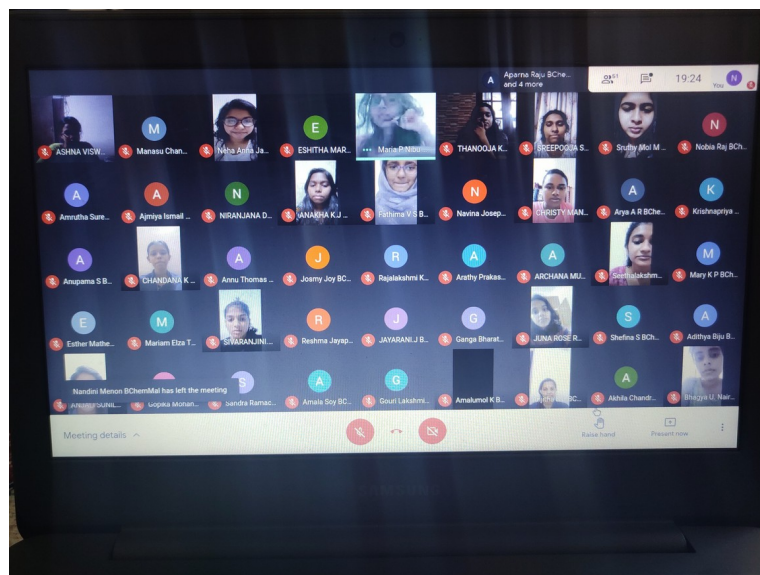 A Aparna Raju BChe...
and 4 more
61
19:24
You N
ASHNA VISW...
M Manasu Chan...
Neha Anna Ja...
E ESHITHA MAR...
Maria P Nibu
THANOOJA K...
SREEPOOJA S...
Sruthy Mol M ...
N Nobia Raj BCh...
A Amrutha Sure...
A Ajmiya Ismail ...
N NIRANJANA D...
ANAKHA K J ...
Fathima V S B...
N Navina Josep...
CHRISTY MAN...
A Arya A R BChe...
K Krishnapriya ...
A Anupama S B...
CHANDANA K ...
A Annu Thomas ...
J Josmy Joy BC...
R Rajalakshmi K...
A Arathy Prakas...
A ARCHANA MU...
Seethalakshm...
M Mary K P BCh...
E Esther Mathe...
M Mariam Elza T...
SIVARANJINI...
R Reshma Jayap...
J JAYARANI.J B...
G Ganga Bharat...
JUNA ROSE R...
S Shefina S BCh...
A Adithya Biju B...
Nandini Menon BChemMal has left the meeting
Gopika Mohan...
S Sandra Ramac...
A Amala Soy BC...
G Gouri Lakshmi...
Amalumol K B...
A Akhila Chandr...
Bhagya U. Nair...
Meeting details
Raise hand
Present now
SAMSUNG